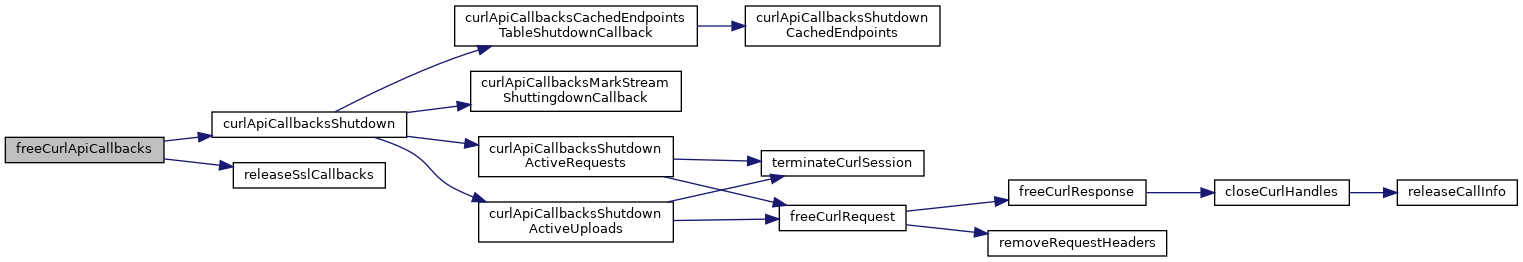 freeCurlApiCallbacks
curlApiCallbacksShutdown
releaseSslCallbacks
curlApiCallbacksCachedEndpoints
TableShutdownCallback
curlApiCallbacksShutdown
CachedEndpoints
curlApiCallbacksMarkStream
ShuttingdownCallback
curlApiCallbacksShutdown
ActiveRequests
curlApiCallbacksShutdown
ActiveUploads
terminateCurlSession
freeCurlRequest
freeCurlResponse
removeRequestHeaders
closeCurlHandles
releaseCallInfo